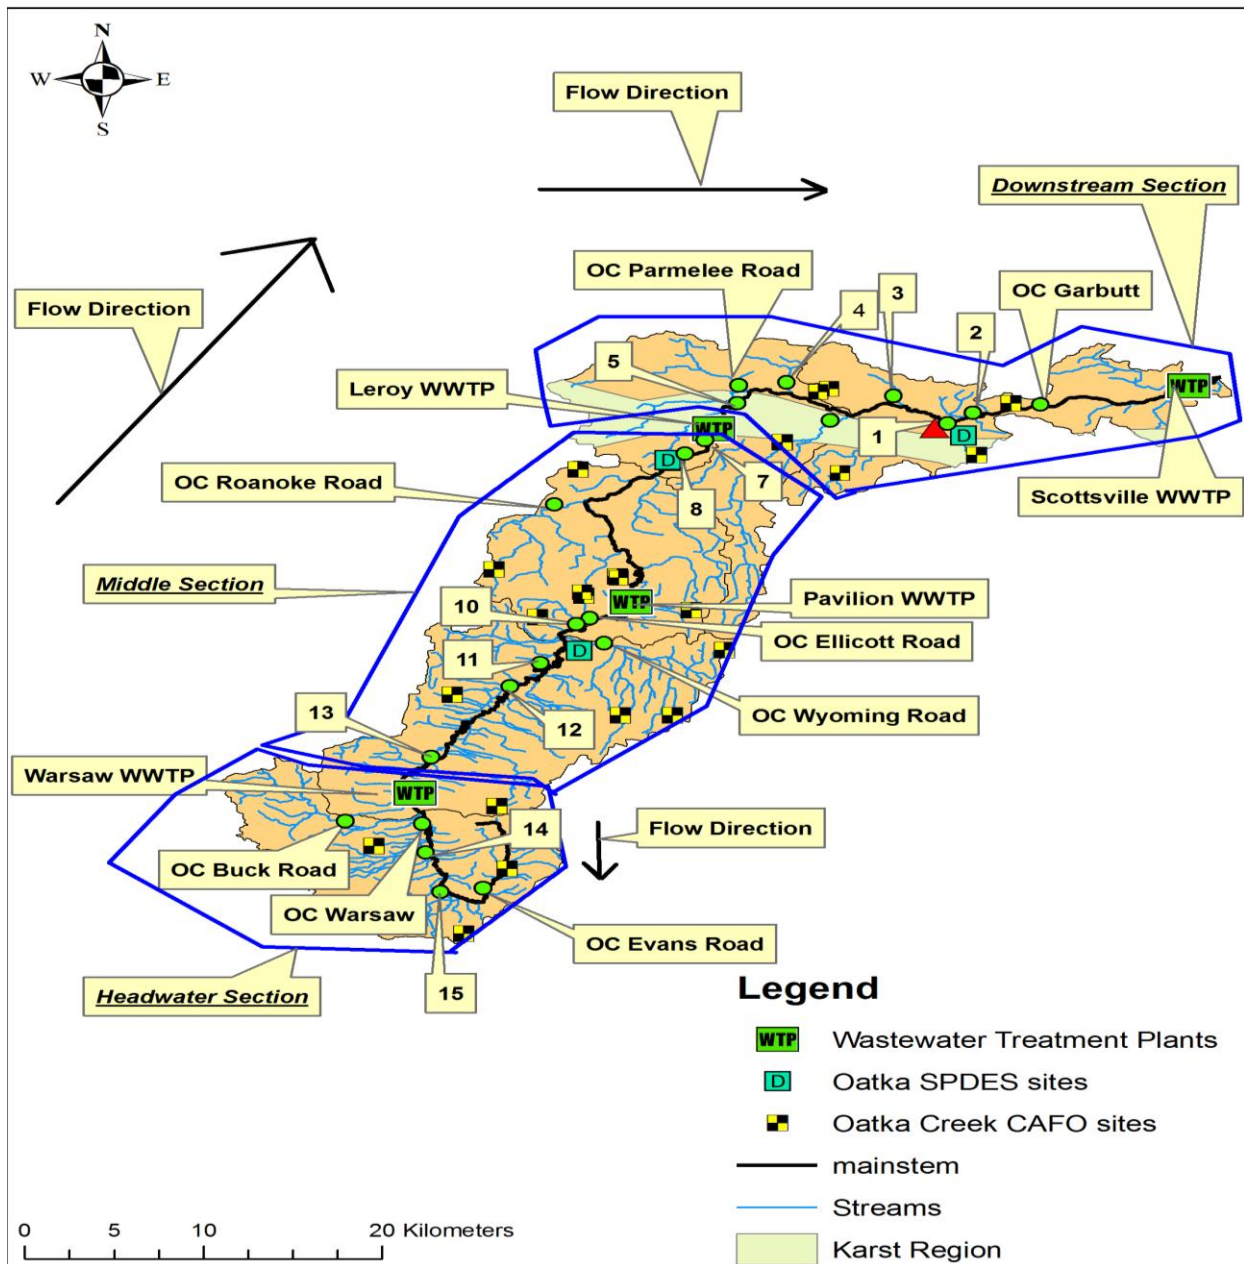 N
W
E
S
Flow Direction
Downstream Section
Flow Direction
OC Parmelee Road
4
3
OC Garbutt
2
5
Leroy WWTP
WTP
WTP
1
D
D
OC Roanoke Road
8
7
Scottsville WWTP
Middle Section
10
WTP
Pavilion WWTP
OC Ellicott Road
11
D
13
12
OC Wyoming Road
Warsaw WWTP
WTP
14
Flow Direction
OC Buck Road
OC Warsaw
OC Evans Road
Headwater Section
15
Legend
WTP Wastewater Treatment Plants
D Oatka SPDES sites
Oatka Creek CAFO sites
mainstem
Streams
Karst Region
0 5 10 20 Kilometers